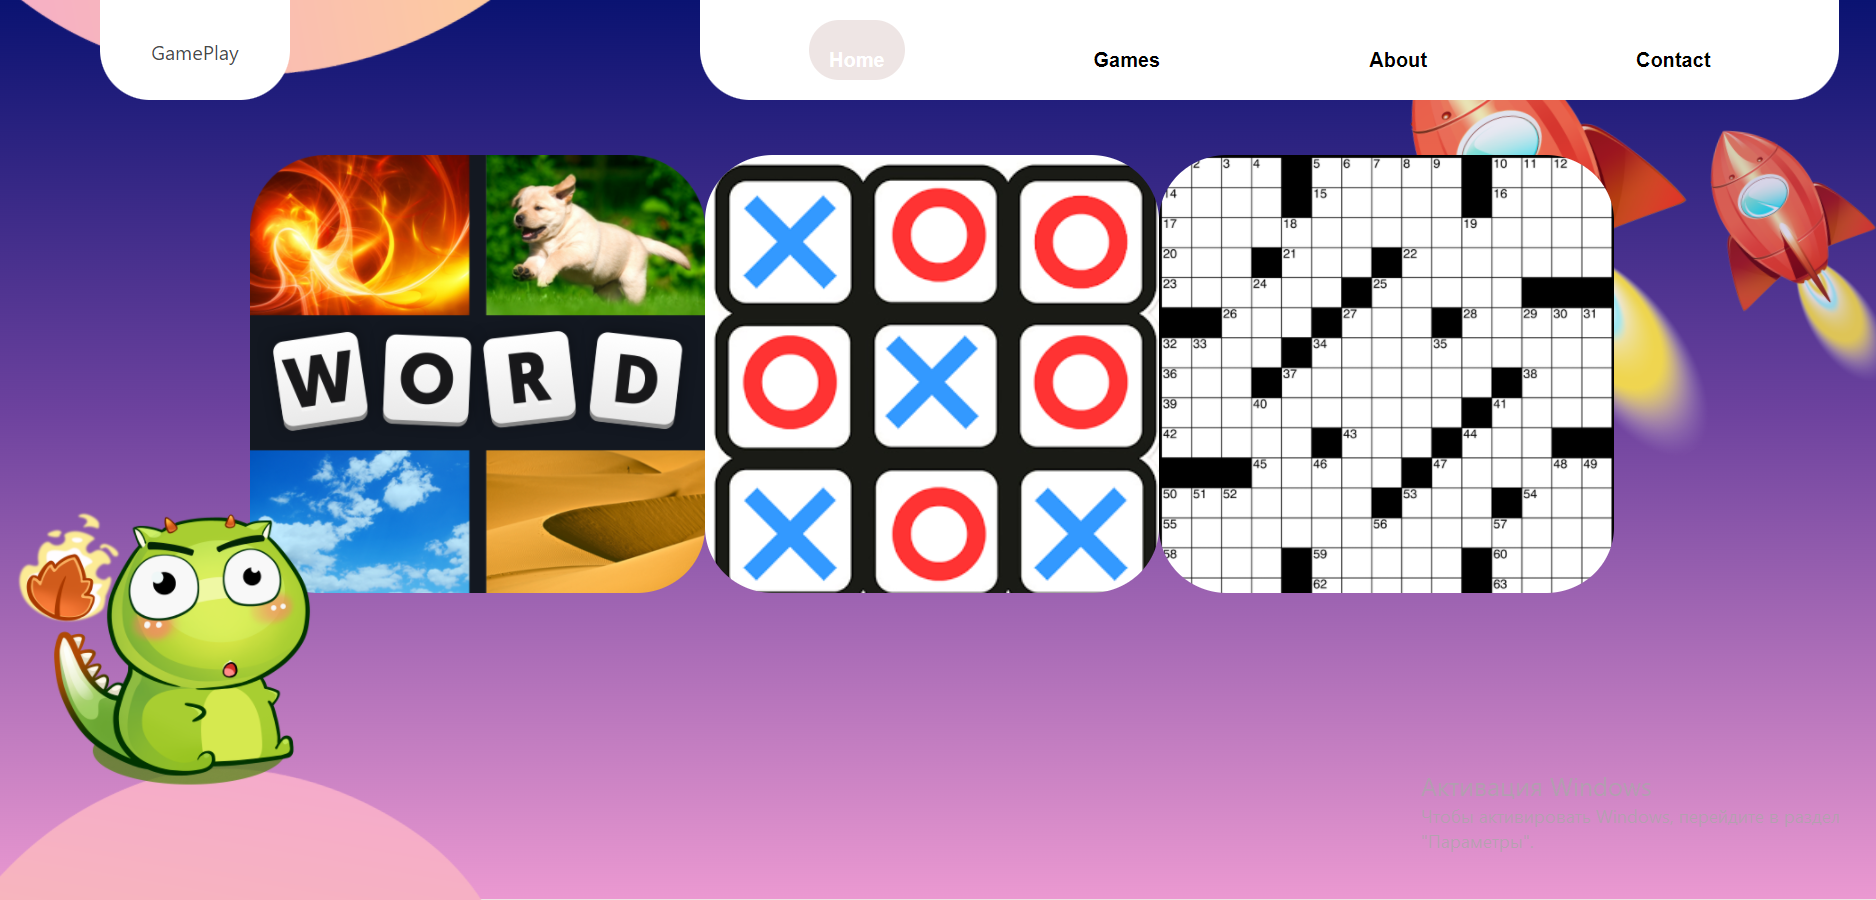 GamePlay
Home Games About Contact
W O R D
2 3 4 5 6 7 8 9 10 11 12
14 15 16
17 18 19
20 21 22
23 24 25
26 27 28 29 30 31
32 33 34 35
36 37 38
39 40 41
42 43 44
45 46 47 48 49
50 51 52 53 54
55 56 57
58 59 60
62 63
Активация Windows
Чтобы активировать Windows, перейдите в раздел
"Параметры".